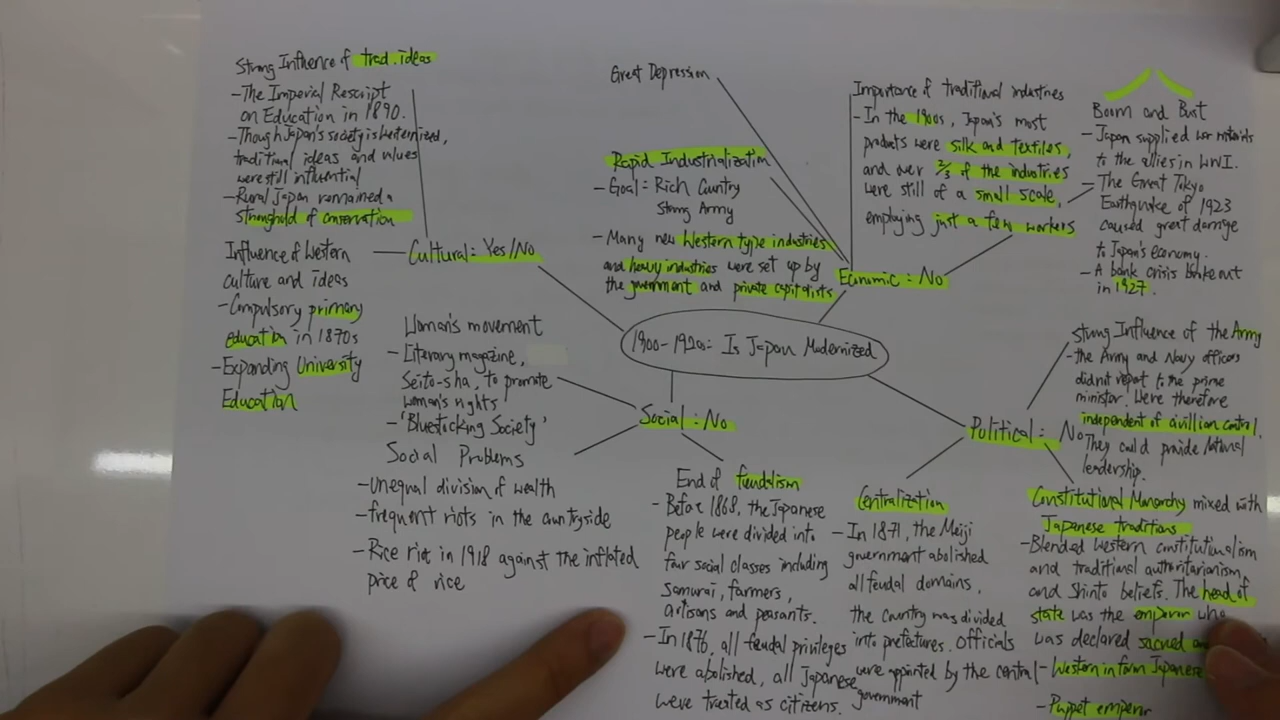 Strong Influence of trad. ideas
-The Imperial Rescript
on Education in 1890.
-Though Japan's society is
traditional ideas and values
were still influential
-Rural Japan remained a
stronghold of conservation
Influence of Western
culture and ideas
-Compulsory primary
education in 1870s
-Expanding University
Education
Cultural: Yes/No
Great Depression
Rapid Industrialization
-Goal: Rich Country
Strong Army
-Many new Western type industries
and heavy industries were set up by
the government and private capitalists
Importance of traditional industries
-In the 1900s, Japan's most
products were silk and textiles,
and over 2/3 of the industries
were still of a small scale,
employing just a few workers
Economic: No
Boom and Bust
-Japan supplied war materials
to the allies in WWI.
-The Great Tokyo
Earthquake of 1923
caused great damage
to Japan's economy.
-A bank crisis broke out
in 1927.
1900-1920s: Is Japan Modernized
Woman's movement
-Literary magazine,
Seito-sha, to promote
woman's rights
-'Bluestocking Society'
Social Problems
-Unequal division of wealth
-frequent riots in the countryside
-Rice riot in 1918 against the inflated
price of rice
Social: No
End of feudalism
-Before 1868, the Japanese
people were divided into
four social classes including
Samurai, farmers,
artisans and peasants.
-In 1876, all feudal privileges
were abolished, all Japanese
were treated as citizens.
Political: No
Centralization
-In 1871, the Meiji
government abolished
all feudal domains.
the country was divided
into prefectures. Officials
were appointed by the central
government
Strong Influence of the Army
-the Army and Navy officers
didn't report to the prime
minister. Were therefore
independent of civillian control.
They could provide national
leadership.
Constitutional Monarchy mixed with
Japanese traditions
-Blended western constitutionalism
and traditional authoritarianism,
and Shinto beliefs. The head of
state was the emperor who
was declared sacred
-Western in form Japanese
-Puppet emperor